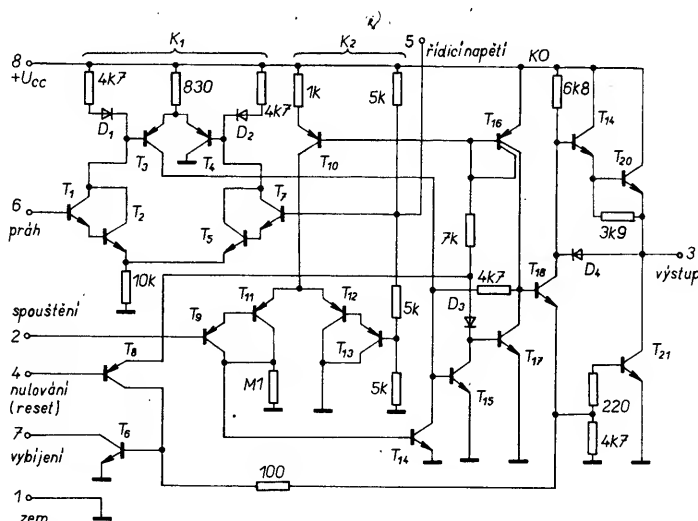 K1
K2
5
řídicí napětí
8
+Ucc
4k7
830
4k7
1k
5k
KO
6k8
D1
D2
T3
T4
T10
T16
T14
T20
T1
T2
T7
T5
6
práh
10k
7k
3k9
D4
3
výstup
4k7
T18
spouštění
2
T9
T11
T12
T13
5k
D3
T17
T21
4
nulování
(reset)
T8
M1
5k
T15
220
4k7
7
vybíjení
T6
T14
100
1
zem